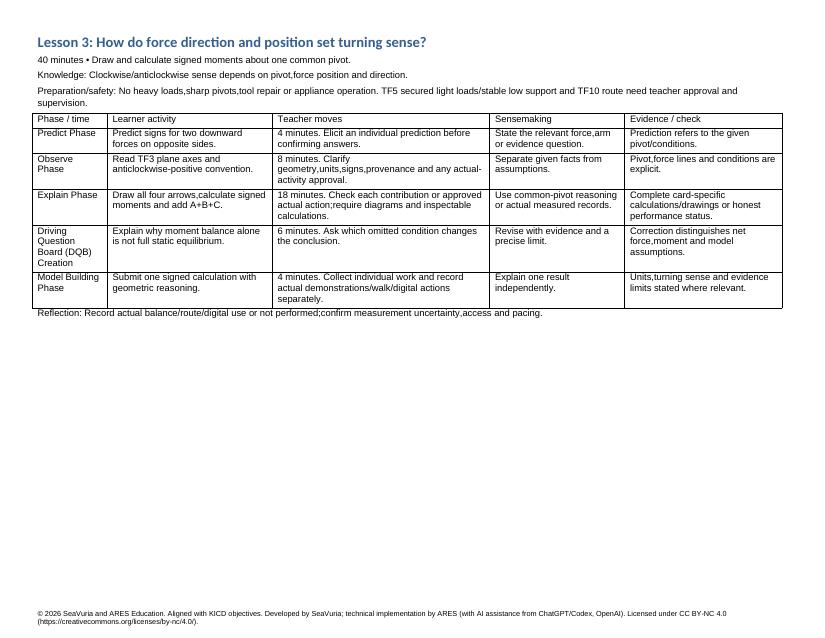 Lesson 3: How do force direction and position set turning sense?
40 minutes • Draw and calculate signed moments about one common pivot.
Knowledge: Clockwise/anticlockwise sense depends on pivot,force position and direction.
Preparation/safety: No heavy loads,sharp pivots,tool repair or appliance operation. TF5 secured light loads/stable low support and TF10 route need teacher approval and
supervision.
Phase / time
Learner activity
Teacher moves
Sensemaking
Evidence / check
Predict Phase
Predict signs for two downward
forces on opposite sides.
4 minutes. Elicit an individual prediction before
confirming answers.
State the relevant force,arm
or evidence question.
Prediction refers to the given
pivot/conditions.
Observe
Phase
Read TF3 plane axes and
anticlockwise-positive convention.
8 minutes. Clarify
geometry,units,signs,provenance and any actual-
activity approval.
Separate given facts from
assumptions.
Pivot,force lines and conditions are
explicit.
Explain Phase
Draw all four arrows,calculate signed
moments and add A+B+C.
18 minutes. Check each contribution or approved
actual action;require diagrams and inspectable
calculations.
Use common-pivot reasoning
or actual measured records.
Complete card-specific
calculations/drawings or honest
performance status.
Driving
Question
Board (DQB)
Creation
Explain why moment balance alone
is not full static equilibrium.
6 minutes. Ask which omitted condition changes
the conclusion.
Revise with evidence and a
precise limit.
Correction distinguishes net
force,moment and model
assumptions.
Model Building
Phase
Submit one signed calculation with
geometric reasoning.
4 minutes. Collect individual work and record
actual demonstrations/walk/digital actions
separately.
Explain one result
independently.
Units,turning sense and evidence
limits stated where relevant.
Reflection: Record actual balance/route/digital use or not performed;confirm measurement uncertainty,access and pacing.
© 2026 SeaVuria and ARES Education. Aligned with KICD objectives. Developed by SeaVuria; technical implementation by ARES (with AI assistance from ChatGPT/Codex, OpenAI). Licensed under CC BY-NC 4.0
(https://creativecommons.org/licenses/by-nc/4.0/).